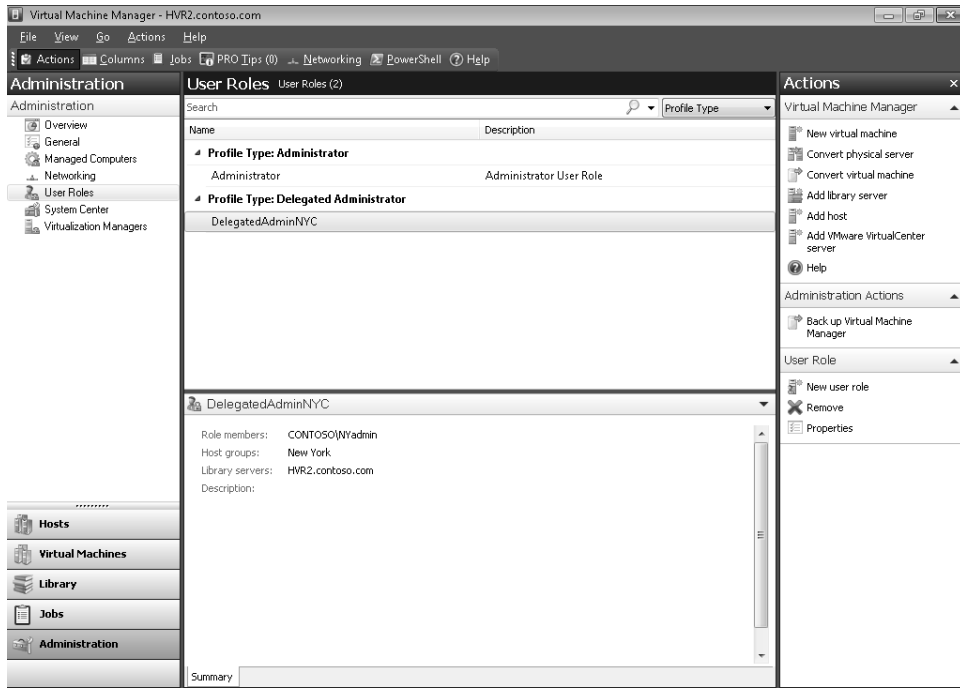 Virtual Machine Manager - HVR2.contoso.com
File View Go Actions Help
Actions Columns Jobs PRO Tips (0) Networking PowerShell Help
Administration
Administration
Overview
General
Managed Computers
Networking
User Roles
System Center
Virtualization Managers
Hosts
Virtual Machines
Library
Jobs
Administration
User Roles User Roles (2)
Search
Profile Type
Name Description
Profile Type: Administrator
Administrator Administrator User Role
Profile Type: Delegated Administrator
DelegatedAdminNYC
DelegatedAdminNYC
Role members: CONTOSO\NYadmin
Host groups: New York
Library servers: HVR2.contoso.com
Description:
Summary
Actions
Virtual Machine Manager
New virtual machine
Convert physical server
Convert virtual machine
Add library server
Add host
Add VMware VirtualCenter
server
Help
Administration Actions
Back up Virtual Machine
Manager
User Role
New user role
Remove
Properties